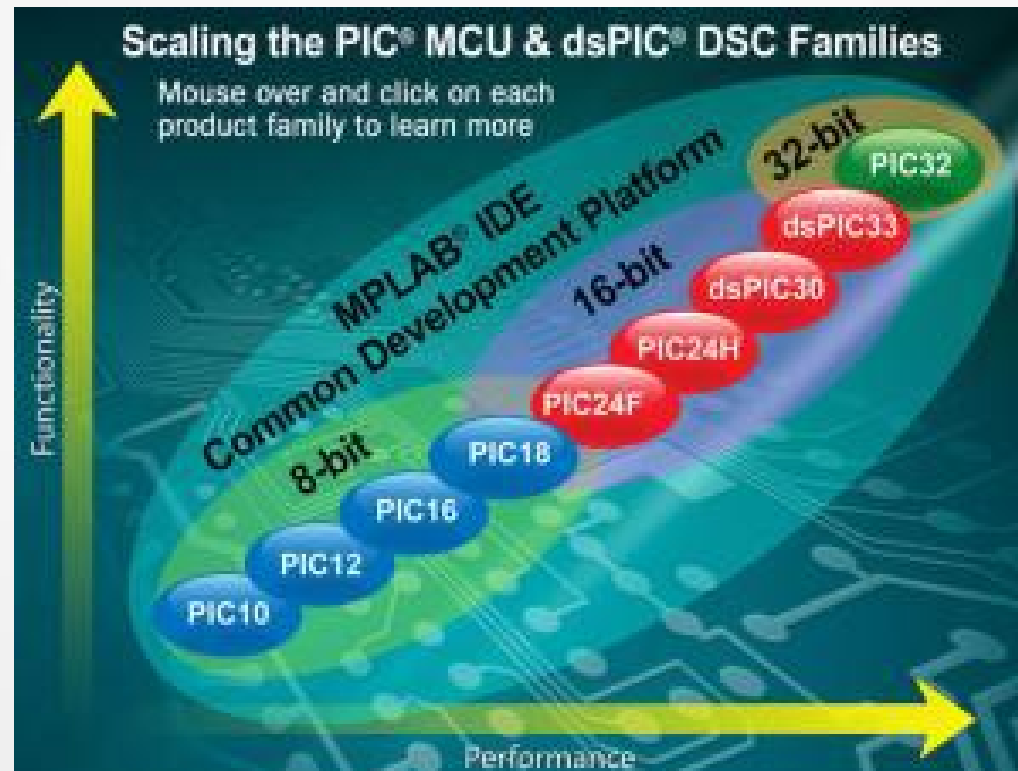 Scaling the PIC® MCU & dsPIC® DSC Families
Mouse over and click on each
product family to learn more
Functionality
MPLAB® IDE
Common Development Platform
32-bit
PIC32
dsPIC33
16-bit
dsPIC30
PIC24H
PIC24F
8-bit
PIC18
PIC16
PIC12
PIC10
Performance